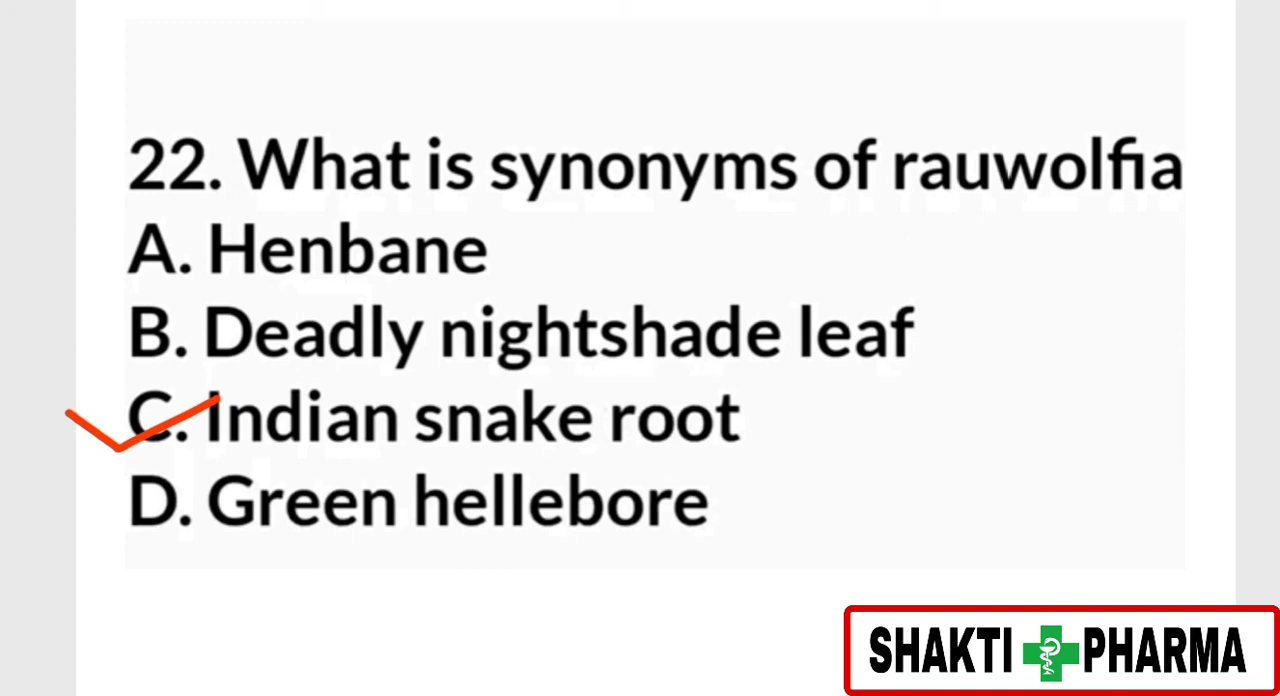 22. What is synonyms of rauwolfia
A. Henbane
B. Deadly nightshade leaf
C. Indian snake root
D. Green hellebore
SHAKTI PHARMA